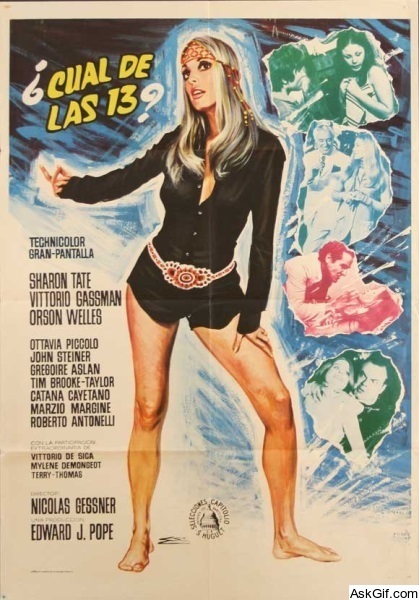 ¿CUAL DE
LAS 13?
TECHNICOLOR
GRAN-PANTALLA
SHARON TATE
VITTORIO GASSMAN
ORSON WELLES
OTTAVIA PICCOLO
JOHN STEINER
GREGOIRE ASLAN
TIM BROOKE-TAYLOR
CATANA CAYETANO
MARZIO MARGINE
ROBERTO ANTONELLI
CON LA PARTICIPACION
EXTRAORDINARIA DE
VITTORIO DE SICA
MYLENE DEMONGEOT
TERRY-THOMAS
DIRECTOR
NICOLAS GESSNER
UNA PRODUCCION
EDWARD J. POPE
SELECCIONES CAPITOLIO
S. HUGUET
AskGif.com